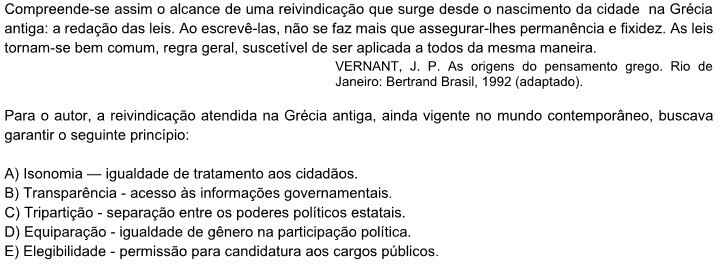 Compreende-se assim o alcance de uma reivindicação que surge desde o nascimento da cidade na Grécia
antiga: a redação das leis. Ao escrevê-las, não se faz mais que assegurar-lhes permanência e fixidez. As leis
tornam-se bem comum, regra geral, suscetível de ser aplicada a todos da mesma maneira.
VERNANT, J. P. As origens do pensamento grego. Rio de
Janeiro: Bertrand Brasil, 1992 (adaptado).
Para o autor, a reivindicação atendida na Grécia antiga, ainda vigente no mundo contemporâneo, buscava
garantir o seguinte princípio:
A) Isonomia — igualdade de tratamento aos cidadãos.
B) Transparência - acesso às informações governamentais.
C) Tripartição - separação entre os poderes políticos estatais.
D) Equiparação - igualdade de gênero na participação política.
E) Elegibilidade - permissão para candidatura aos cargos públicos.